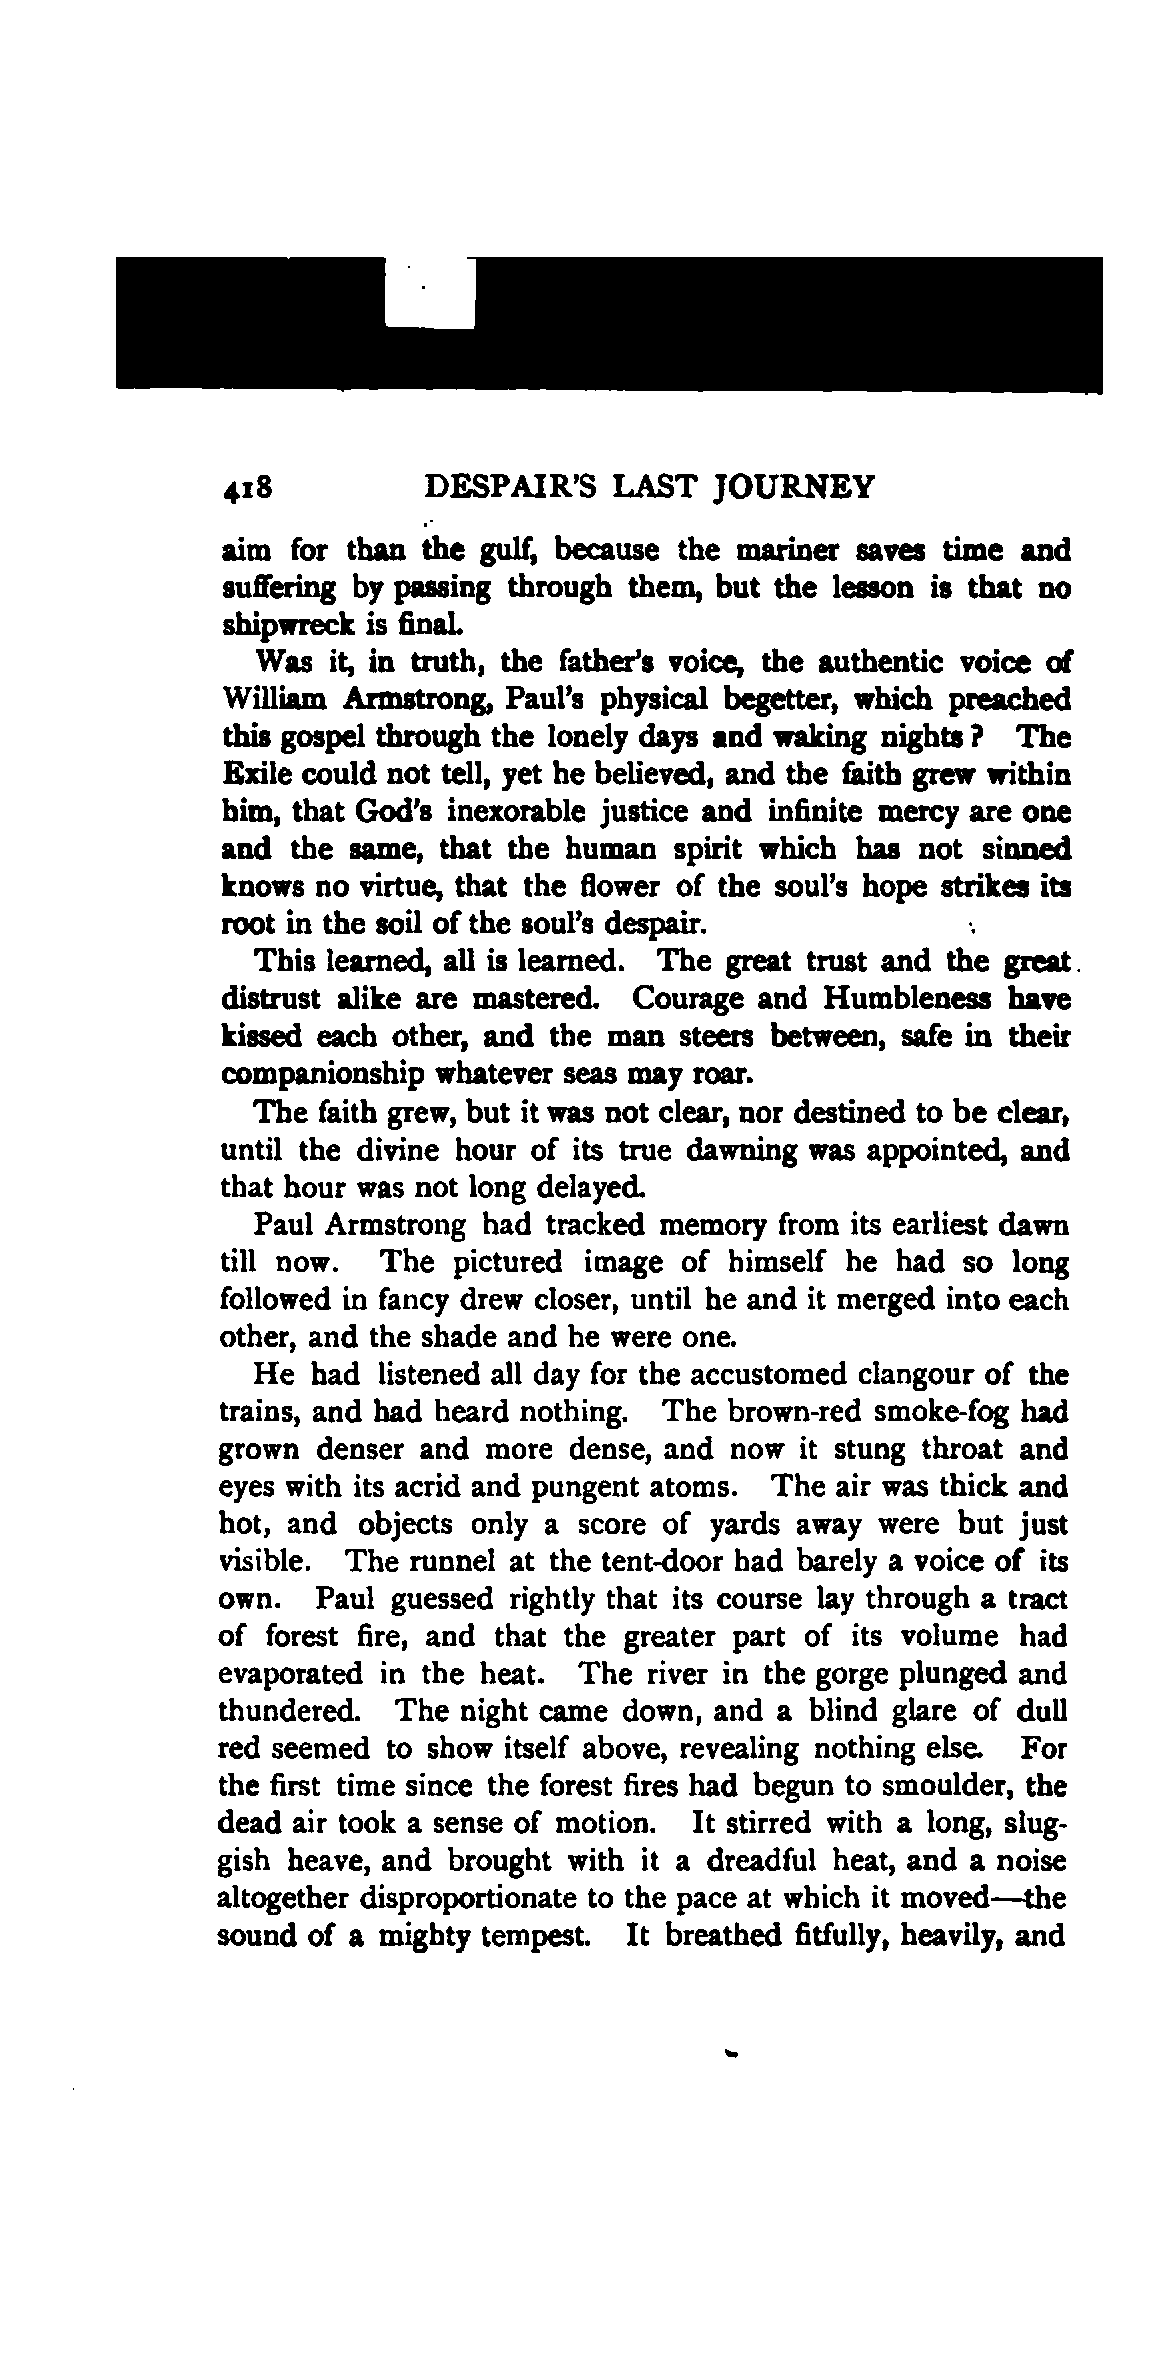 418 DESPAIR'S LAST JOURNEY
aim for than the gulf, because the mariner saves time and
suffering by passing through them, but the lesson is that no
shipwreck is final.
Was it, in truth, the father's voice, the authentic voice of
William Armstrong, Paul's physical begetter, which preached
this gospel through the lonely days and waking nights? The
Exile could not tell, yet he believed, and the faith grew within
him, that God's inexorable justice and infinite mercy are one
and the same, that the human spirit which has not sinned
knows no virtue, that the flower of the soul's hope strikes its
root in the soil of the soul's despair.
This learned, all is learned. The great trust and the great
distrust alike are mastered. Courage and Humbleness have
kissed each other, and the man steers between, safe in their
companionship whatever seas may roar.
The faith grew, but it was not clear, nor destined to be clear,
until the divine hour of its true dawning was appointed, and
that hour was not long delayed.
Paul Armstrong had tracked memory from its earliest dawn
till now. The pictured image of himself he had so long
followed in fancy drew closer, until he and it merged into each
other, and the shade and he were one.
He had listened all day for the accustomed clangour of the
trains, and had heard nothing. The brown-red smoke-fog had
grown denser and more dense, and now it stung throat and
eyes with its acrid and pungent atoms. The air was thick and
hot, and objects only a score of yards away were but just
visible. The runnel at the tent-door had barely a voice of its
own. Paul guessed rightly that its course lay through a tract
of forest fire, and that the greater part of its volume had
evaporated in the heat. The river in the gorge plunged and
thundered. The night came down, and a blind glare of dull
red seemed to show itself above, revealing nothing else. For
the first time since the forest fires had begun to smoulder, the
dead air took a sense of motion. It stirred with a long, slug-
gish heave, and brought with it a dreadful heat, and a noise
altogether disproportionate to the pace at which it moved—the
sound of a mighty tempest. It breathed fitfully, heavily, and